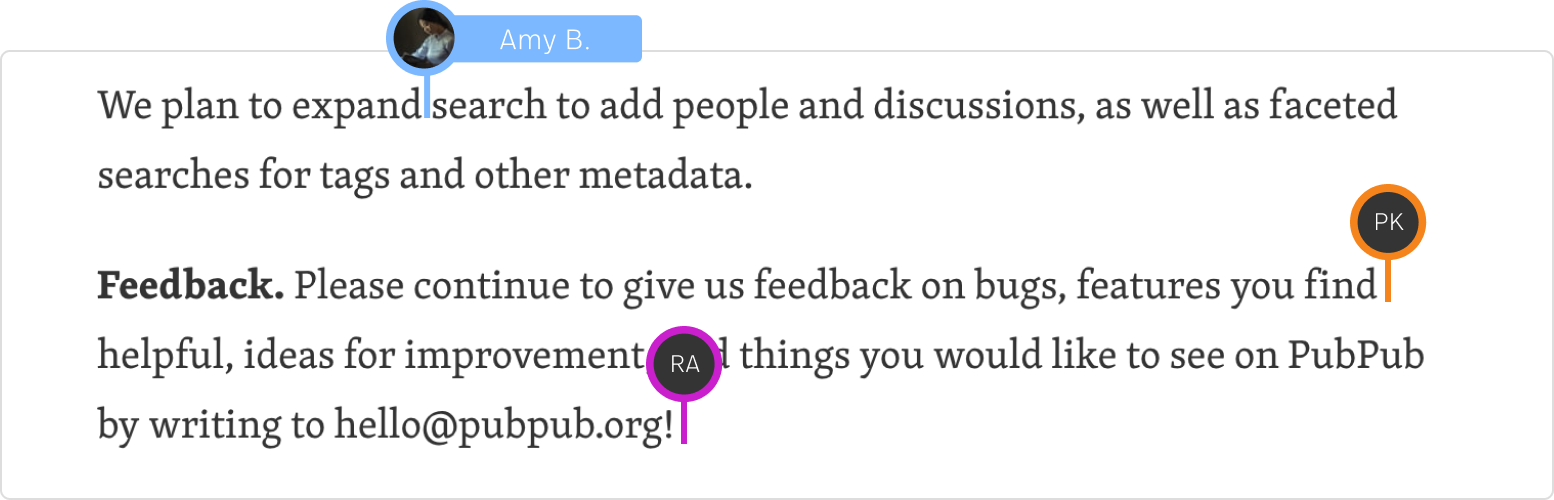 Amy B.
We plan to expand search to add people and discussions, as well as faceted
searches for tags and other metadata.
PK
Feedback. Please continue to give us feedback on bugs, features you find
helpful, ideas for improvement things you would like to see on PubPub
RA
by writing to hello@pubpub.org!